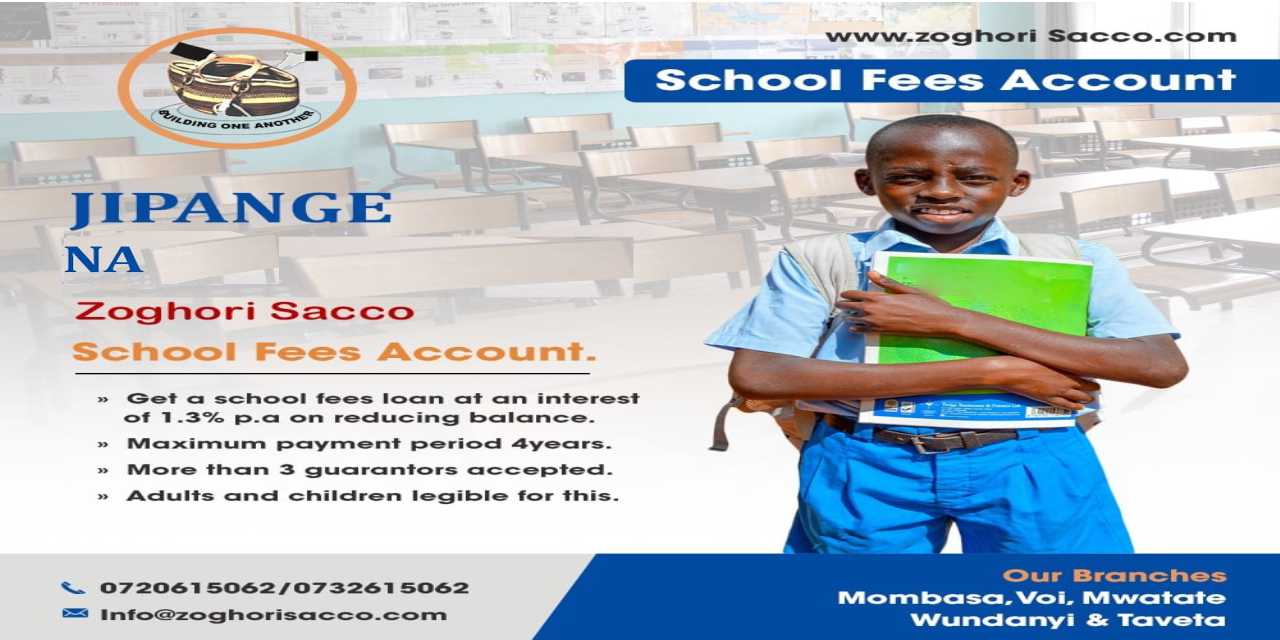 www.zoghori Sacco.com
School Fees Account
BUILDING ONE ANOTHER
JIPANGE
NA
Zoghori Sacco
School Fees Account.
» Get a school fees loan at an interest
of 1.3% p.a on reducing balance.
» Maximum payment period 4years.
» More than 3 guarantors accepted.
» Adults and children legible for this.
0720615062/0732615062
Info@zoghorisacco.com
Our Branches
Mombasa,Voi, Mwatate
Wundanyi & Taveta